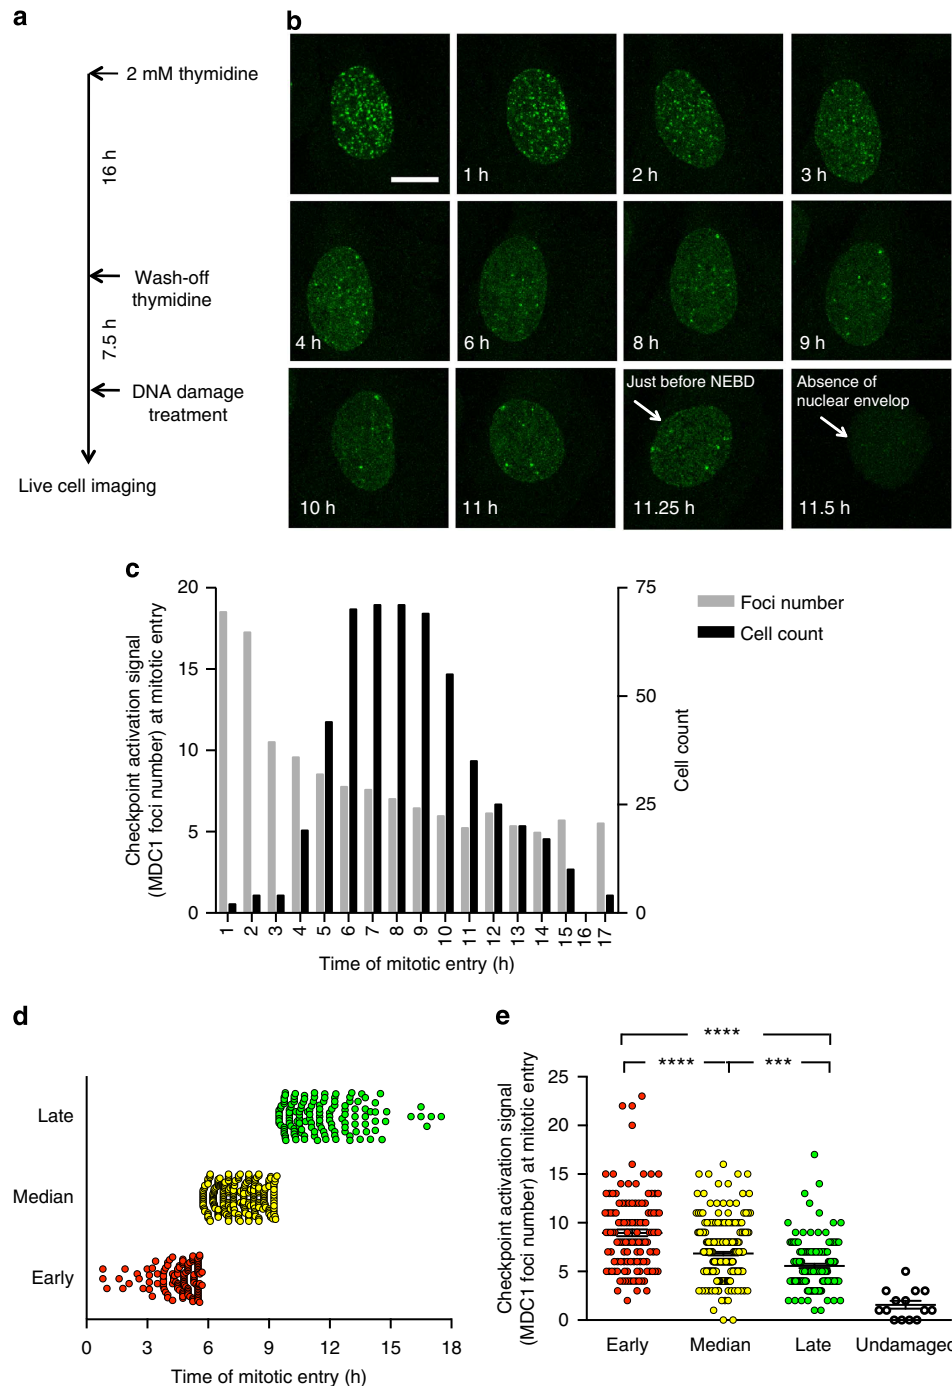 a
2 mM thymidine
16 h
Wash-off
thymidine
7.5 h
DNA damage
treatment
Live cell imaging
b
1 h
2 h
3 h
4 h
6 h
8 h
9 h
10 h
11 h
Just before NEBD
11.25 h
Absence of
nuclear envelop
11.5 h
c
Checkpoint activation signal
(MDC1 foci number) at mitotic entry
20
15
10
5
0
75
50
25
0
Cell count
Foci number
Cell count
1 2 3 4 5 6 7 8 9 10 11 12 13 14 15 16 17
Time of mitotic entry (h)
d
Late
Median
Early
0 3 6 9 12 15 18
Time of mitotic entry (h)
e
****
**** ***
Checkpoint activation signal
(MDC1 foci number) at mitotic entry
25
20
15
10
5
0
Early Median Late Undamaged